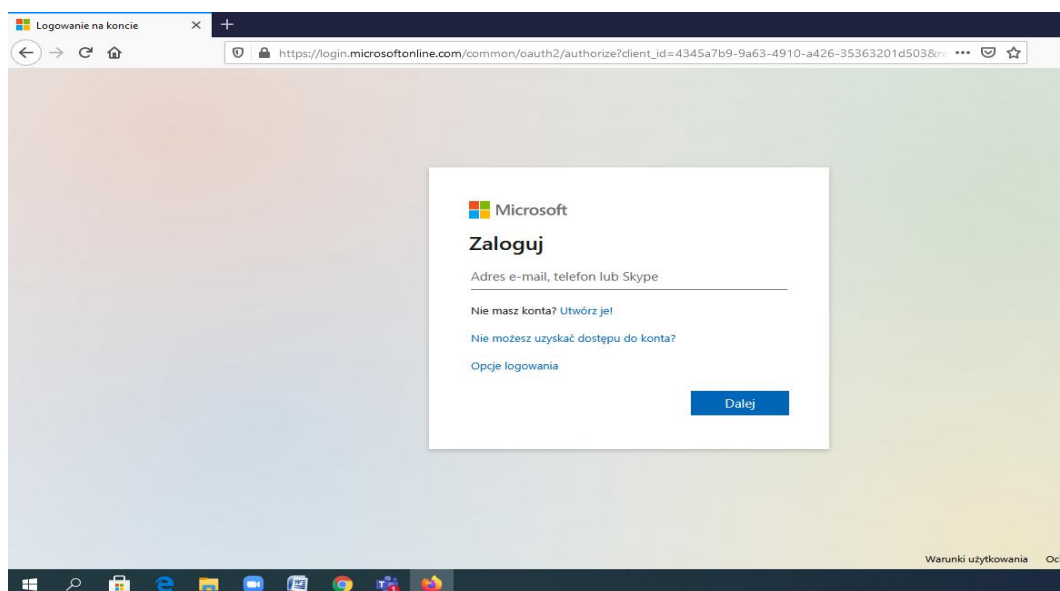 Logowanie na koncie
https://login.microsoftonline.com/common/oauth2/authorize?client_id=4345a7b9-9a63-4910-a426-35363201d503&re
Microsoft
Zaloguj
Adres e-mail, telefon lub Skype
Nie masz konta? Utwórz je!
Nie możesz uzyskać dostępu do konta?
Opcje logowania
Dalej
Warunki użytkowania Oc